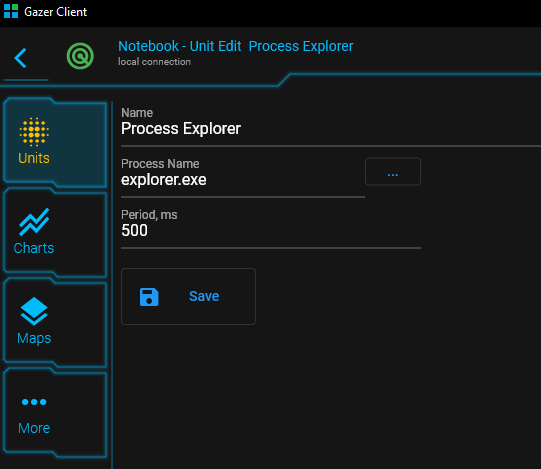 Gazer Client
Notebook - Unit Edit  Process Explorer
local connection
Units
Charts
Maps
More
Name
Process Explorer
Process Name
explorer.exe
...
Period, ms
500
Save